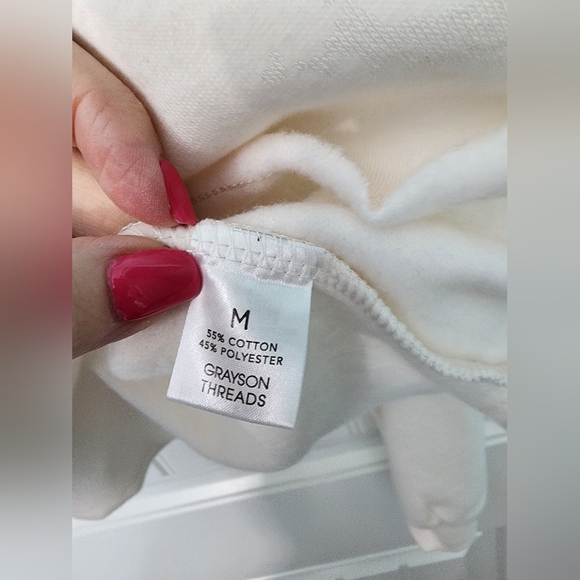 M
55% COTTON
45% POLYESTER
GRAYSON
THREADS